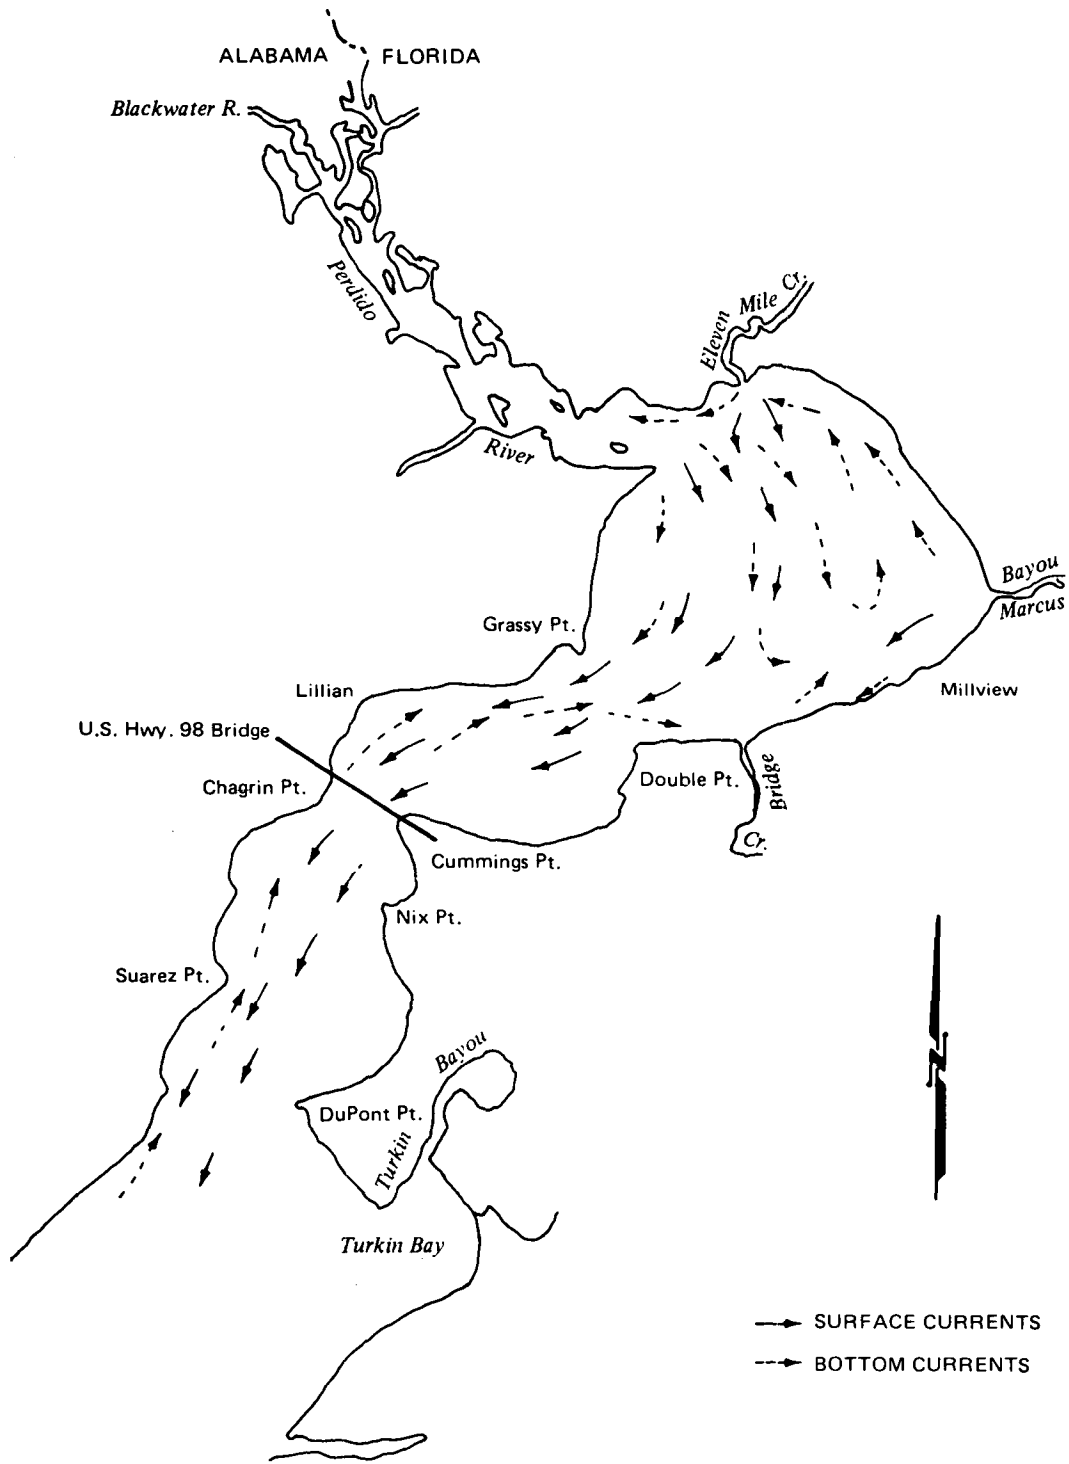 ALABAMA FLORIDA
Blackwater R.
Perdido
River
Eleven Mile Cr.
Bayou
Marcus
Grassy Pt.
Lillian
Millview
U.S. Hwy. 98 Bridge
Chagrin Pt.
Double Pt.
Bridge
Cr.
Cummings Pt.
Nix Pt.
Suarez Pt.
N
Bayou
DuPont Pt.
Turkin
Turkin Bay
SURFACE CURRENTS
BOTTOM CURRENTS